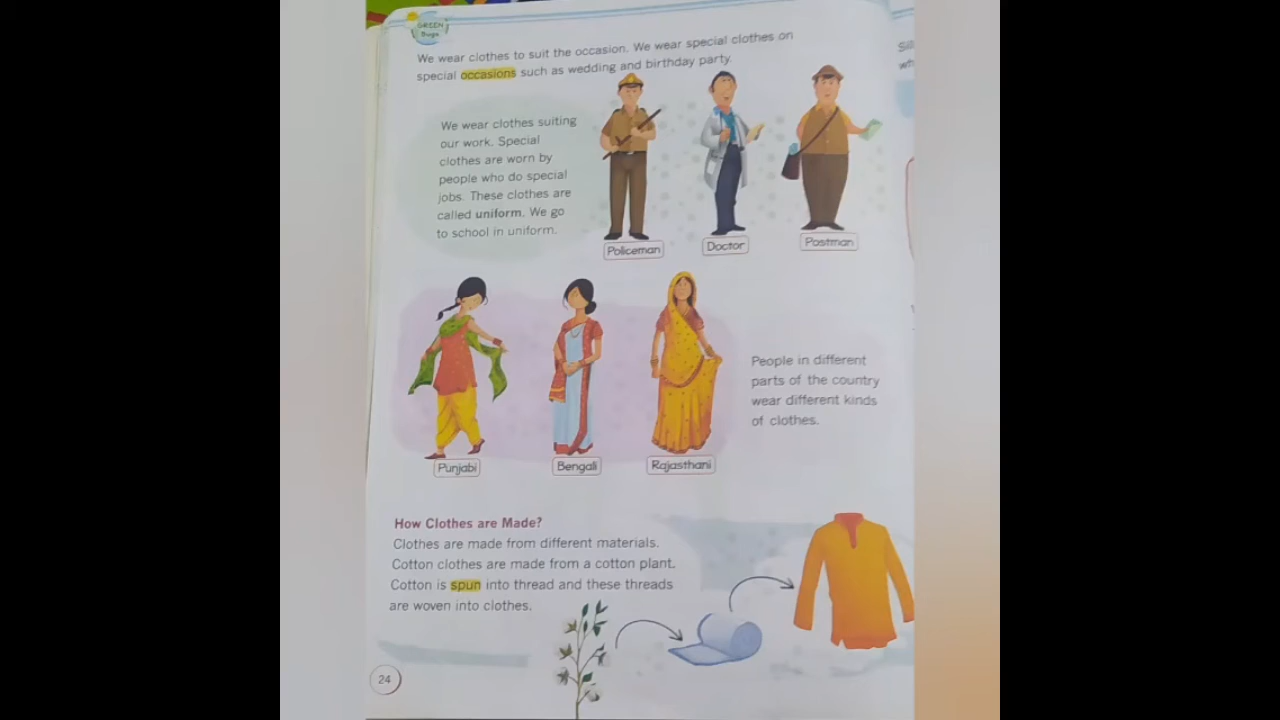 GREEN
Bugs
We wear clothes to suit the occasion. We wear special clothes on
special occasions such as wedding and birthday party.
We wear clothes suiting
our work. Special
clothes are worn by
people who do special
jobs. These clothes are
called uniform. We go
to school in uniform.
Policeman
Doctor
Postman
Punjabi
Bengali
Rajasthani
People in different
parts of the country
wear different kinds
of clothes.
How Clothes are Made?
Clothes are made from different materials.
Cotton clothes are made from a cotton plant.
Cotton is spun into thread and these threads
are woven into clothes.
24